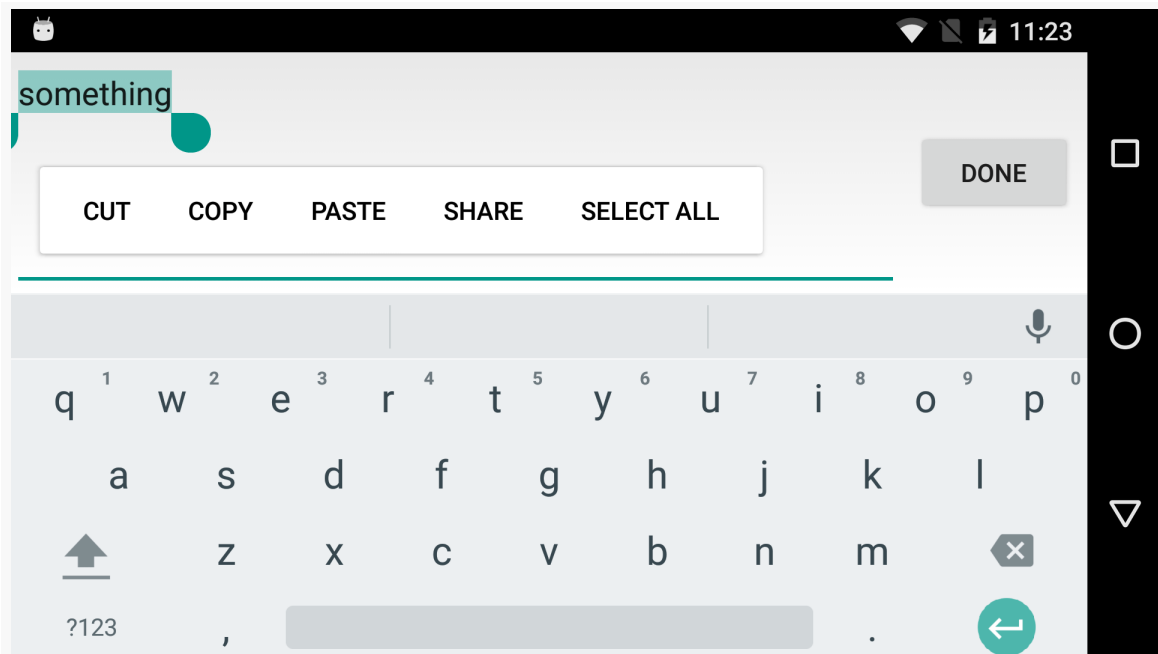 11:23
something
DONE
CUT COPY PASTE SHARE SELECT ALL
q 1 w 2 e 3 r 4 t 5 y 6 u 7 i 8 o 9 p 0
a s d f g h j k l
z x c v b n m
?123 , .